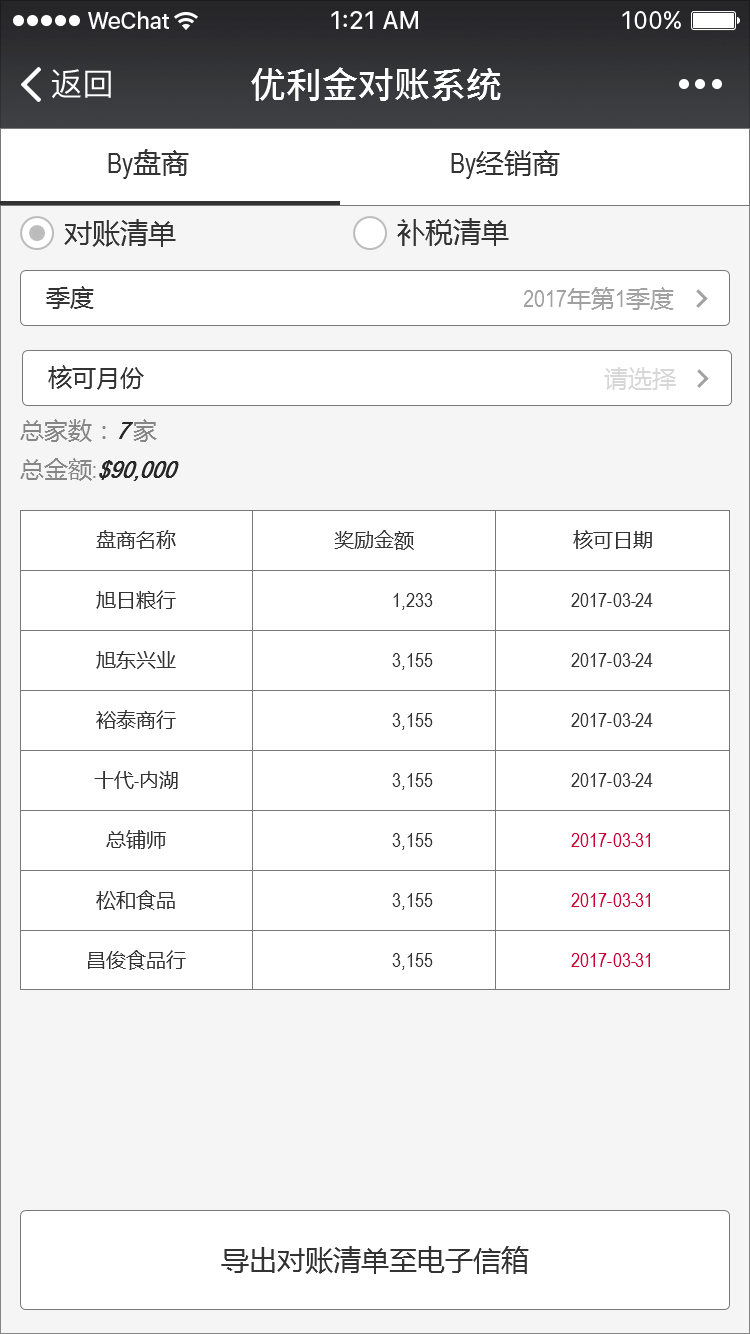 WeChat 1:21 AM 100%
返回 优利金对账系统
By盘商 By经销商
对账清单 补税清单
季度 2017年第1季度
核可月份 请选择
总家数：7家
总金额:$90,000
盘商名称 奖励金额 核可日期
旭日粮行 1,233 2017-03-24
旭东兴业 3,155 2017-03-24
裕泰商行 3,155 2017-03-24
十代-内湖 3,155 2017-03-24
总铺师 3,155 2017-03-31
松和食品 3,155 2017-03-31
昌俊食品行 3,155 2017-03-31
导出对账清单至电子信箱